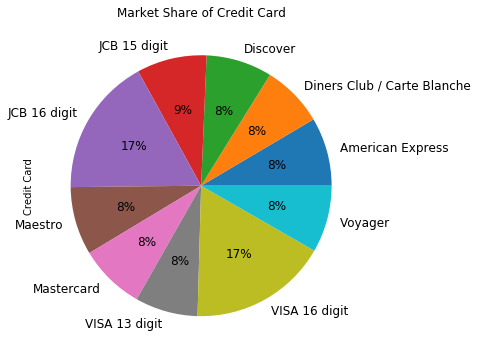 Market Share of Credit Card
JCB 15 digit
Discover
Diners Club / Carte Blanche
JCB 16 digit
American Express
9%
8%
8%
17%
8%
Credit Card
8%
8%
Maestro
Voyager
8%
8%
17%
Mastercard
VISA 13 digit
VISA 16 digit